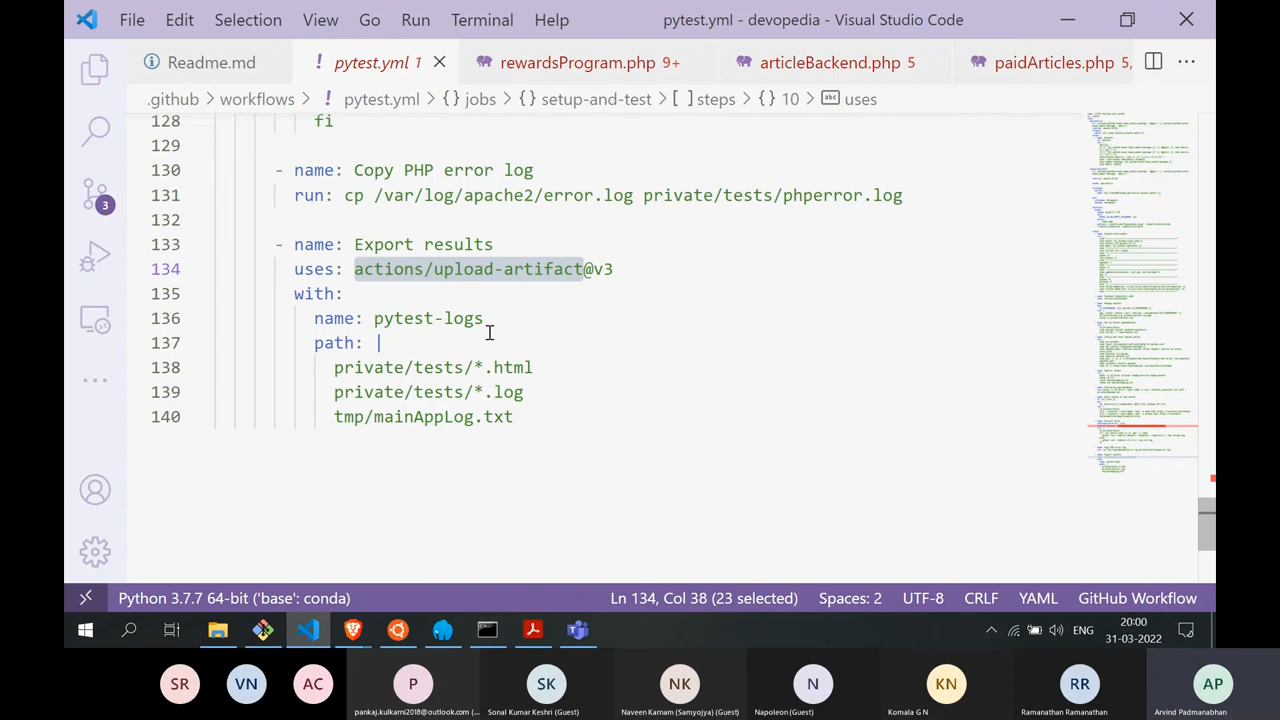 File Edit Selection View Go Run Terminal Help pytest.yml - devopedia - Visual Studio Code
Readme.md ! pytest.yml 1 rewardsProgram.php 9+ articleBackend.php 5 paidArticles.php 5,
.github > workflows > ! pytest.yml > {} jobs > {} setup-and-test > [ ] steps > {} 10 > abc uses
128 fi
129
130 - name: Copy PHP error log
131 run: cp /var/log/apache2/error.log private/tests/phperror.log
132
133 - name: Export results
134 uses: actions/upload-artifact@v3
135 with:
136 name: pytest-logs
137 path: |
138 private/tests/*.html
139 private/tests/*.log
140 tmp/matomoLog.txt
3
Python 3.7.7 64-bit ('base': conda) Ln 134, Col 38 (23 selected) Spaces: 2 UTF-8 CRLF YAML GitHub Workflow
ENG 20:00
31-03-2022
SR VN AC P SK NK N KN RR AP
pankaj.kulkarni2018@outlook.com (... Sonal Keshri (Guest) Naveen Karnam (Samyojya) (Guest) Napoleon (Guest) Komala G N Ramanathan Ramanathan Arvind Padmanabhan